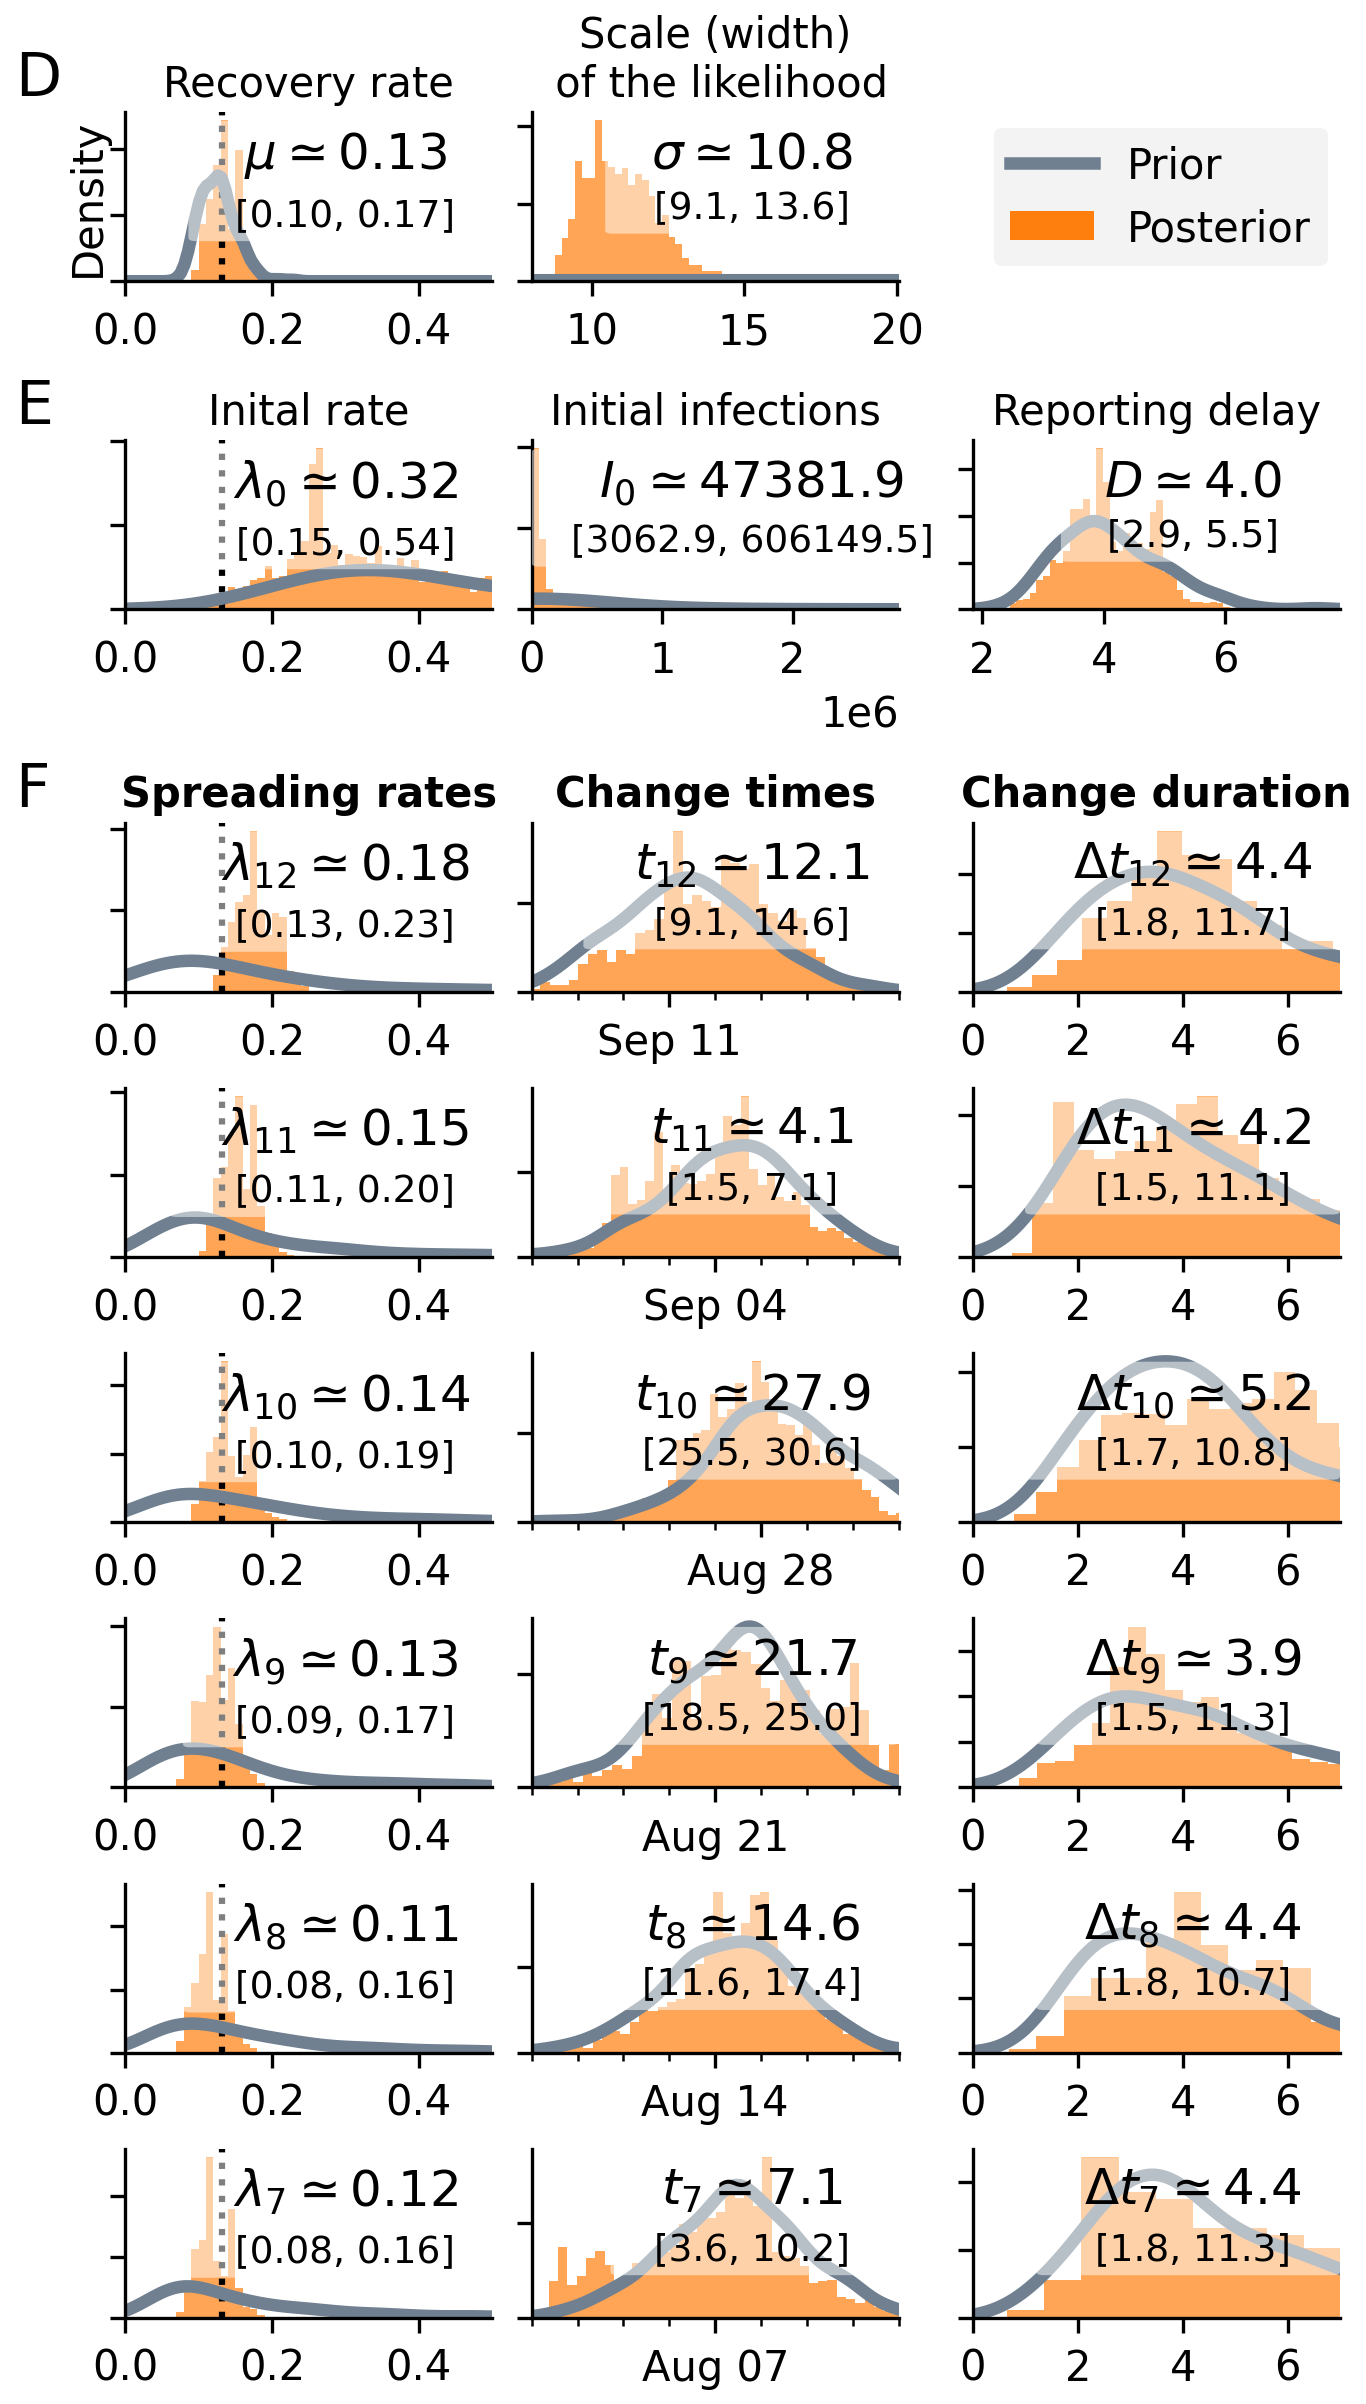 D
Recovery rate
Scale (width)
of the likelihood
Density
μ ≃ 0.13
[0.10, 0.17]
0.0 0.2 0.4
σ ≃ 10.8
[9.1, 13.6]
10 15 20
Prior
Posterior
E
Inital rate
λ0 ≃ 0.32
[0.15, 0.54]
0.0 0.2 0.4
Initial infections
I0 ≃ 47381.9
[3062.9, 606149.5]
0 1 2
1e6
Reporting delay
D ≃ 4.0
[2.9, 5.5]
2 4 6
F
Spreading rates
Change times
Change duration
λ12 ≃ 0.18
[0.13, 0.23]
0.0 0.2 0.4
t12 ≃ 12.1
[9.1, 14.6]
Sep 11
Δt12 ≃ 4.4
[1.8, 11.7]
0 2 4 6
λ11 ≃ 0.15
[0.11, 0.20]
0.0 0.2 0.4
t11 ≃ 4.1
[1.5, 7.1]
Sep 04
Δt11 ≃ 4.2
[1.5, 11.1]
0 2 4 6
λ10 ≃ 0.14
[0.10, 0.19]
0.0 0.2 0.4
t10 ≃ 27.9
[25.5, 30.6]
Aug 28
Δt10 ≃ 5.2
[1.7, 10.8]
0 2 4 6
λ9 ≃ 0.13
[0.09, 0.17]
0.0 0.2 0.4
t9 ≃ 21.7
[18.5, 25.0]
Aug 21
Δt9 ≃ 3.9
[1.5, 11.3]
0 2 4 6
λ8 ≃ 0.11
[0.08, 0.16]
0.0 0.2 0.4
t8 ≃ 14.6
[11.6, 17.4]
Aug 14
Δt8 ≃ 4.4
[1.8, 10.7]
0 2 4 6
λ7 ≃ 0.12
[0.08, 0.16]
0.0 0.2 0.4
t7 ≃ 7.1
[3.6, 10.2]
Aug 07
Δt7 ≃ 4.4
[1.8, 11.3]
0 2 4 6